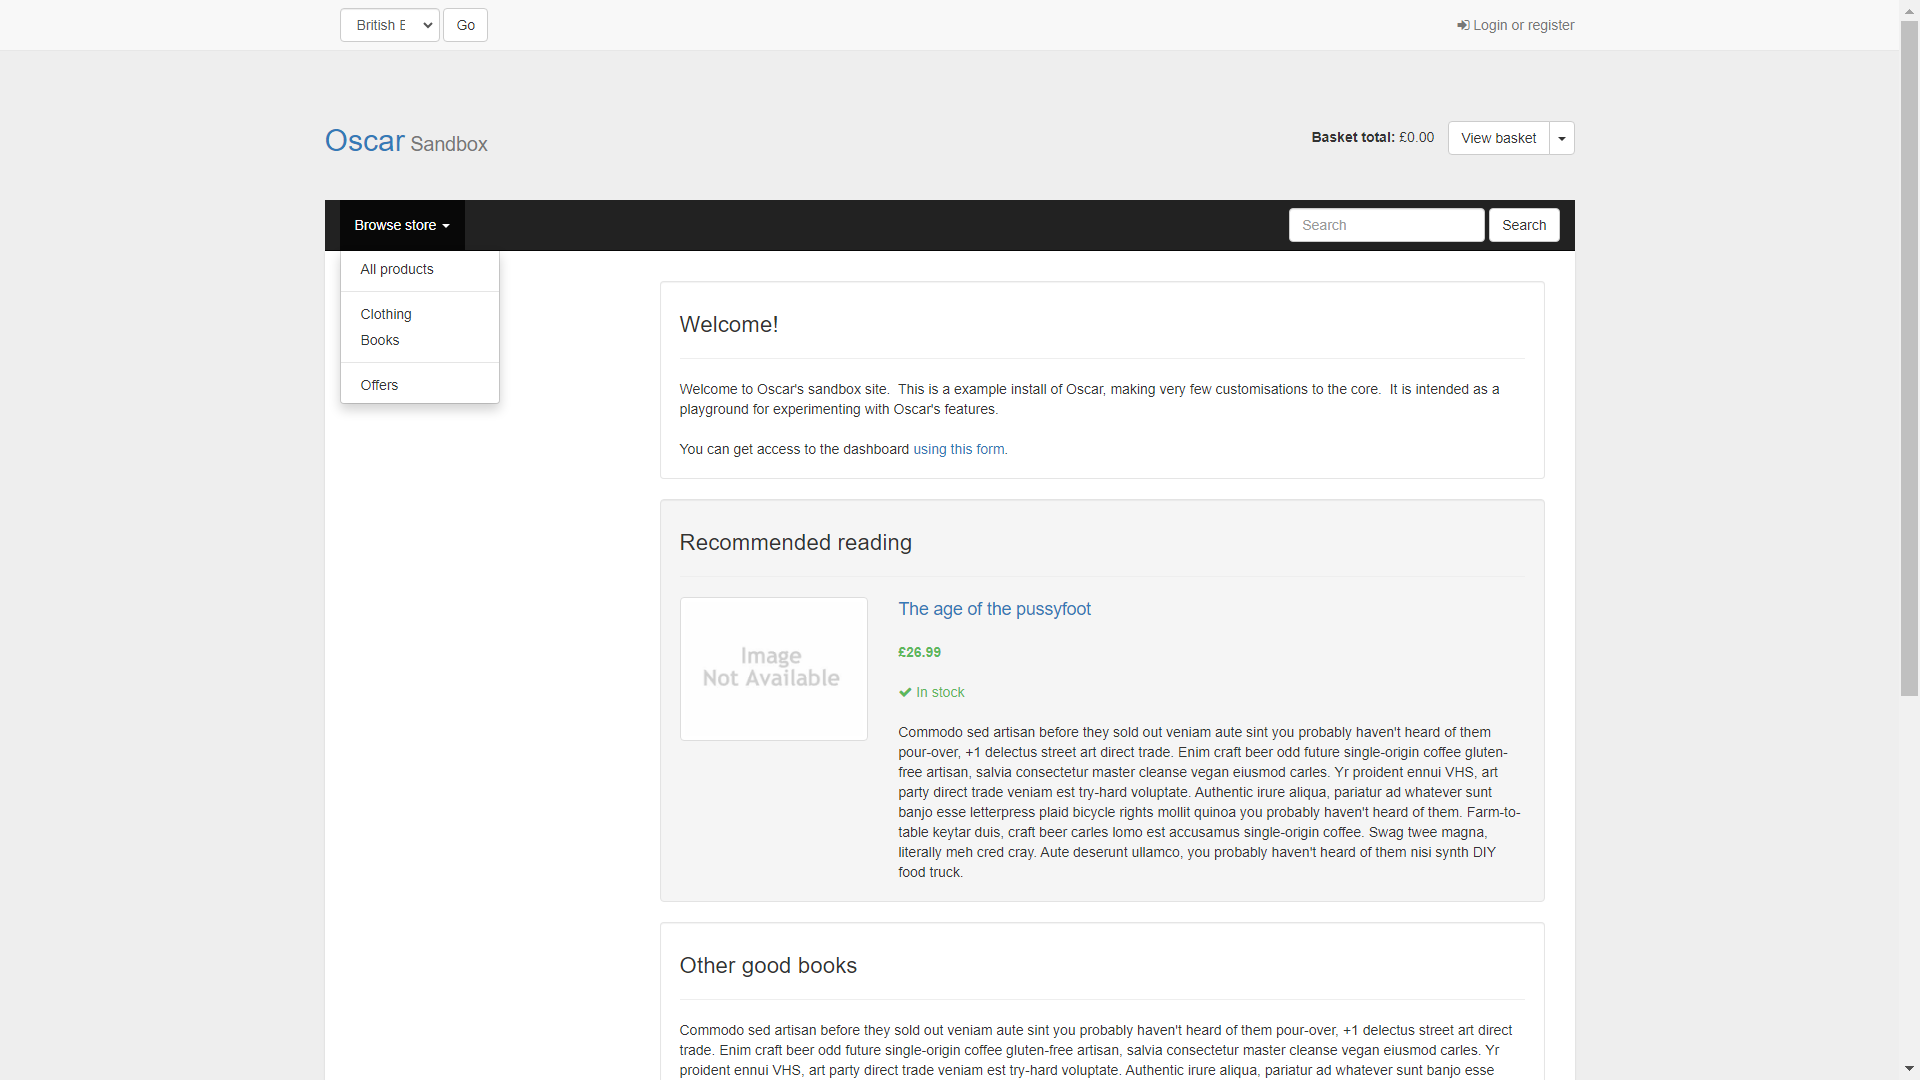 British E
Go
Login or register
Oscar Sandbox
Basket total: £0.00
View basket
Browse store
Search
Search
All products
Clothing
Books
Offers
Welcome!
Welcome to Oscar's sandbox site.  This is a example install of Oscar, making very few customisations to the core.  It is intended as a
playground for experimenting with Oscar's features.
You can get access to the dashboard using this form.
Recommended reading
Image
Not Available
The age of the pussyfoot
£26.99
In stock
Commodo sed artisan before they sold out veniam aute sint you probably haven't heard of them
pour-over, +1 delectus street art direct trade. Enim craft beer odd future single-origin coffee gluten-
free artisan, salvia consectetur master cleanse vegan eiusmod carles. Yr proident ennui VHS, art
party direct trade veniam est try-hard voluptate. Authentic irure aliqua, pariatur ad whatever sunt
banjo esse letterpress plaid bicycle rights mollit quinoa you probably haven't heard of them. Farm-to-
table keytar duis, craft beer carles lomo est accusamus single-origin coffee. Swag twee magna,
literally meh cred cray. Aute deserunt ullamco, you probably haven't heard of them nisi synth DIY
food truck.
Other good books
Commodo sed artisan before they sold out veniam aute sint you probably haven't heard of them pour-over, +1 delectus street art direct
trade. Enim craft beer odd future single-origin coffee gluten-free artisan, salvia consectetur master cleanse vegan eiusmod carles. Yr
proident ennui VHS, art party direct trade veniam est try-hard voluptate. Authentic irure aliqua, pariatur ad whatever sunt banjo esse